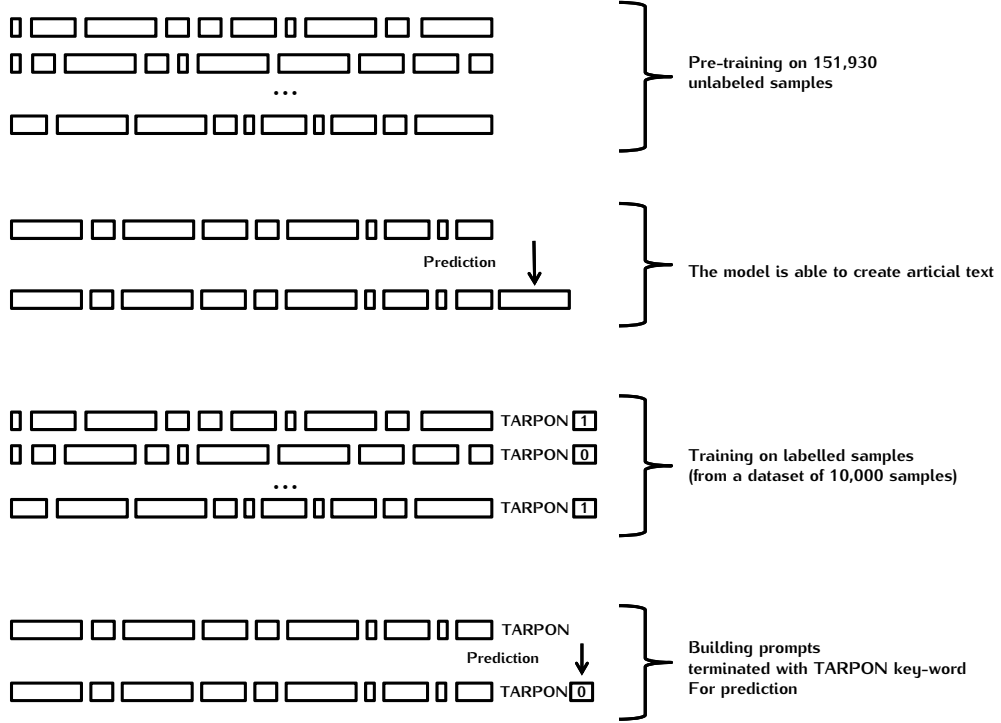 Pre-training on 151,930
unlabeled samples
...
Prediction
The model is able to create articial text
TARPON 1
TARPON 0
...
TARPON 1
Training on labelled samples
(from a dataset of 10,000 samples)
TARPON
Prediction
TARPON 0
Building prompts
terminated with TARPON key-word
For prediction